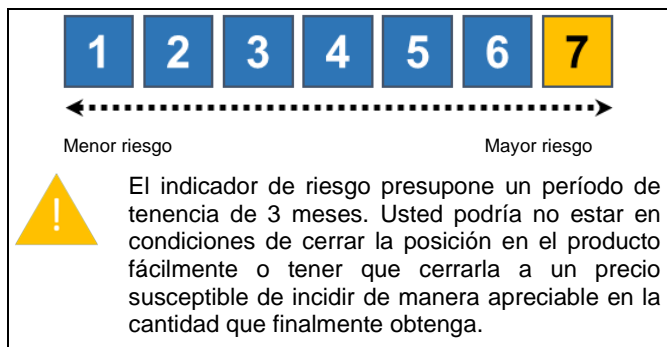 1 2 3 4 5 6 7
Menor riesgo Mayor riesgo
!
El indicador de riesgo presupone un período de
tenencia de 3 meses. Usted podría no estar en
condiciones de cerrar la posición en el producto
fácilmente o tener que cerrarla a un precio
susceptible de incidir de manera apreciable en la
cantidad que finalmente obtenga.